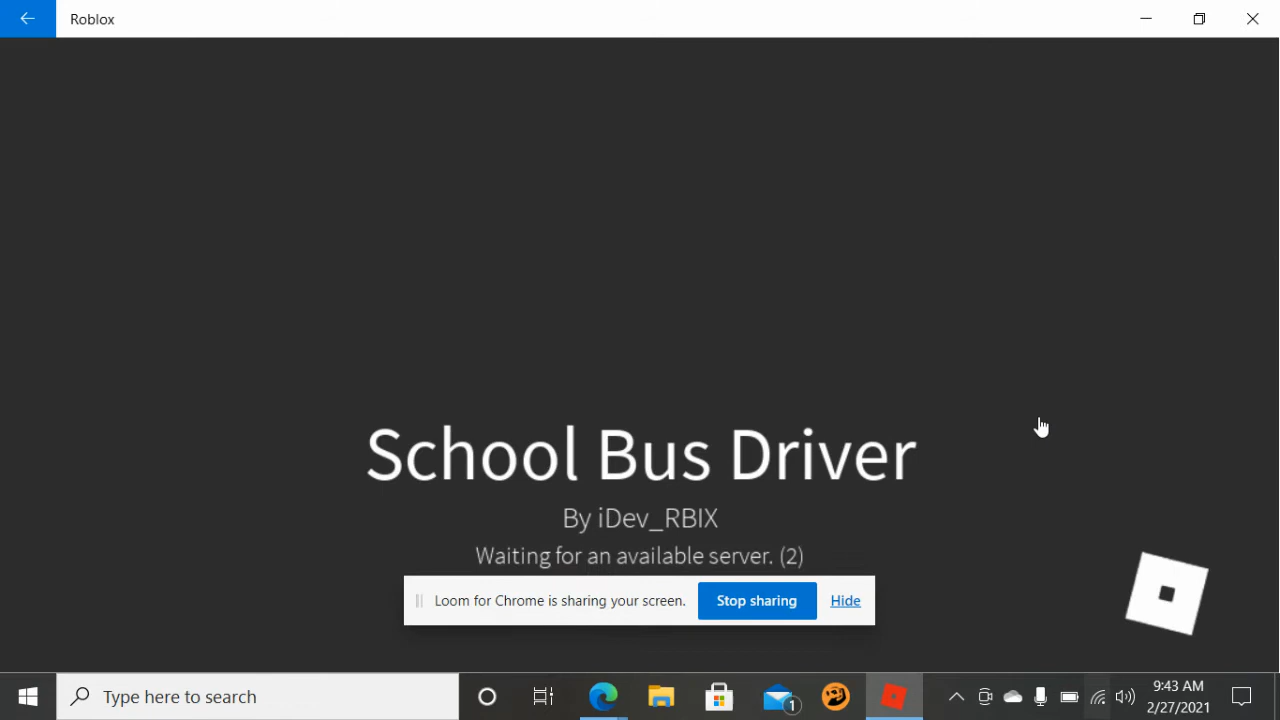 Roblox
School Bus Driver
By iDev_RBIX
Waiting for an available server. (2)
Loom for Chrome is sharing your screen. Stop sharing Hide
Type here to search
1
9:43 AM
2/27/2021